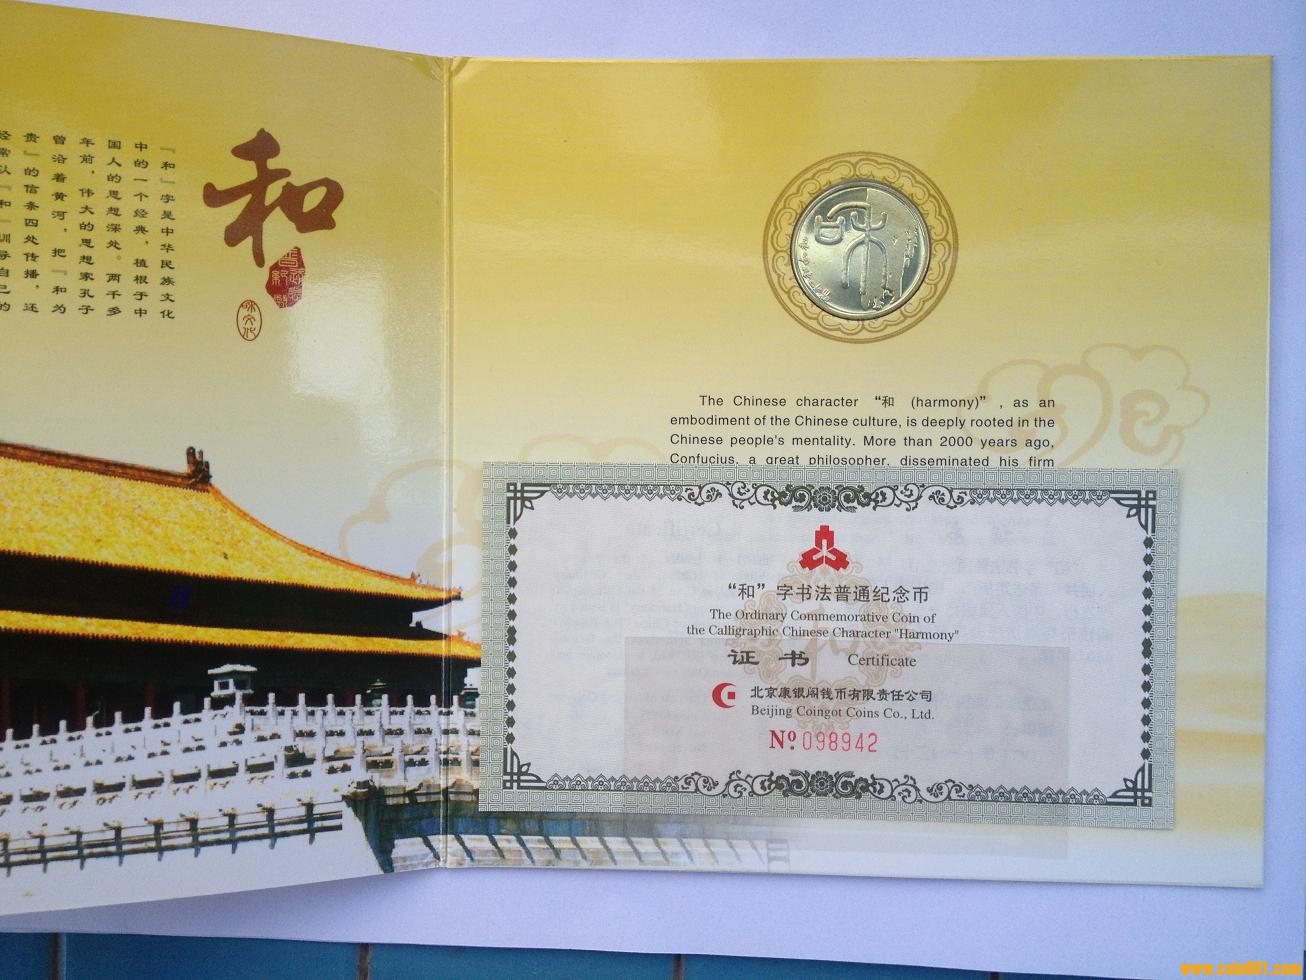 和
和文化
『和』字是中华民族文化
中的一个经典，植根于中
国人的思想深处。两千多
年前，伟大的思想家孔子
曾沿着黄河，把『和为
贵』的信条四处传播，还
The Chinese character “和 (harmony)”, as an
embodiment of the Chinese culture, is deeply rooted in the
Chinese people's mentality. More than 2000 years ago,
Confucius, a great philosopher, disseminated his firm
“和”字书法普通纪念币
The Ordinary Commemorative Coin of
the Calligraphic Chinese Character "Harmony"
证书 Certificate
北京康银阁钱币有限责任公司
Beijing Coingot Coins Co., Ltd.
Nº 098942
www.coin001.com